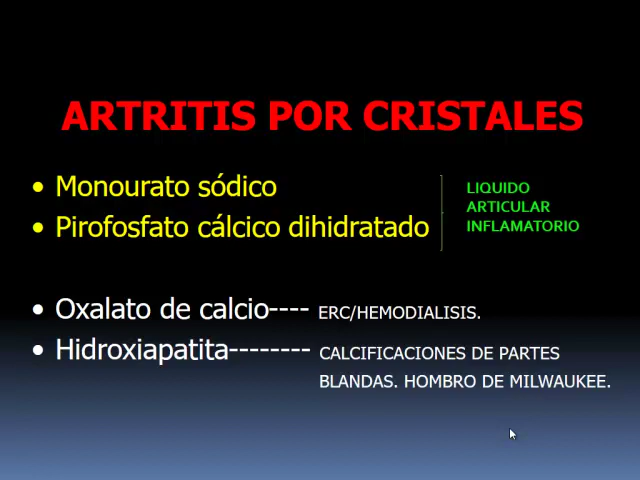 ARTRITIS POR CRISTALES
• Monourato sódico
• Pirofosfato cálcico dihidratado
LIQUIDO
ARTICULAR
INFLAMATORIO
• Oxalato de calcio---- ERC/HEMODIALISIS.
• Hidroxiapatita-------- CALCIFICACIONES DE PARTES
BLANDAS. HOMBRO DE MILWAUKEE.